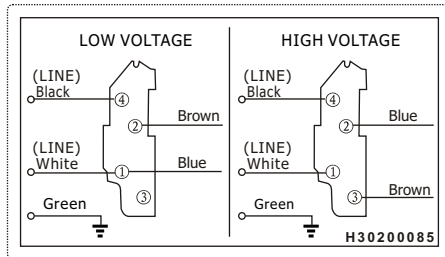 LOW VOLTAGE
(LINE)
Black
④
② Brown
(LINE)
White
① Blue
③
Green
HIGH VOLTAGE
(LINE)
Black
④
② Blue
(LINE)
White
①
③ Brown
Green
H30200085